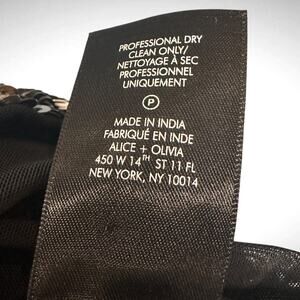 PROFESSIONAL DRY
CLEAN ONLY/
NETTOYAGE À SEC
PROFESSIONNEL
UNIQUEMENT
P
MADE IN INDIA
FABRIQUÉ EN INDE
ALICE + OLIVIA
450 W 14TH ST 11 FL
NEW YORK, NY 10014